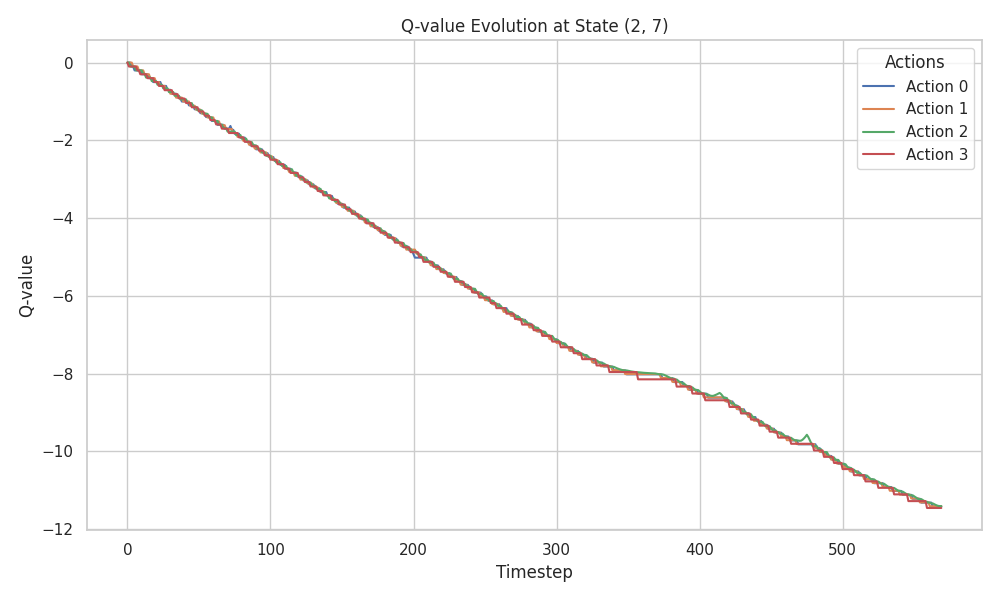 Q-value Evolution at State (2, 7)
Actions
Action 0
Action 1
Action 2
Action 3
Q-value
0
−2
−4
−6
−8
−10
−12
0 100 200 300 400 500
Timestep